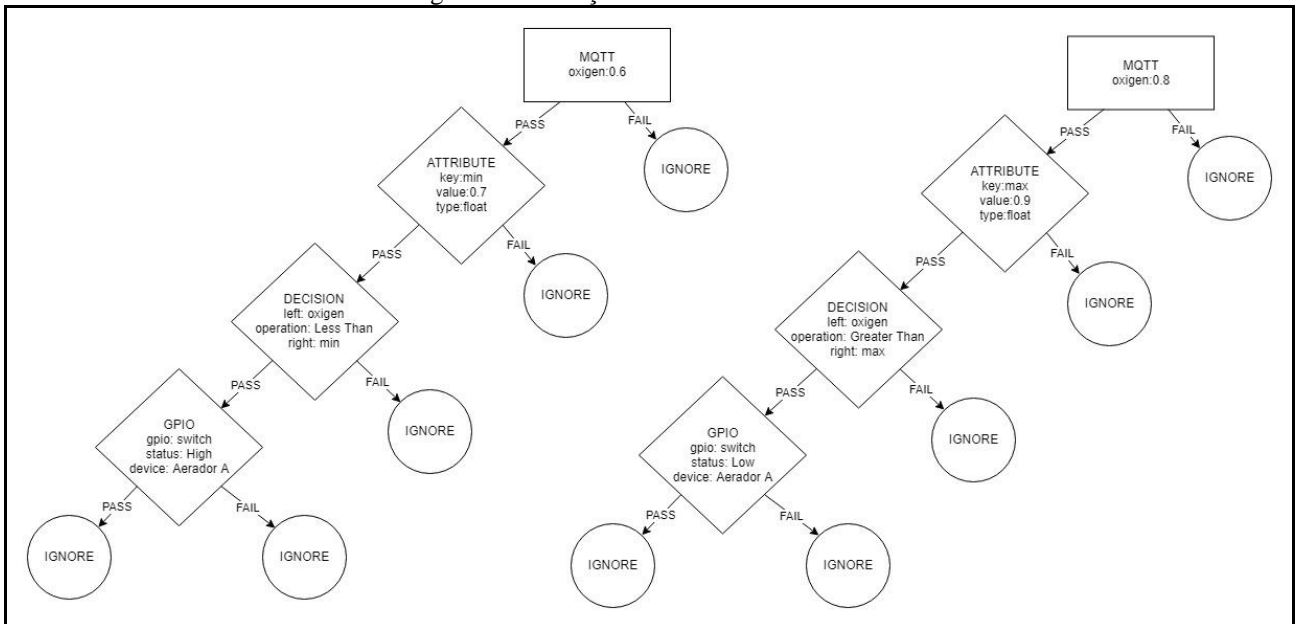 MQTT
oxigen:0.6
PASS
FAIL
ATTRIBUTE
key:min
value:0.7
type:float
IGNORE
PASS
FAIL
DECISION
left: oxigen
operation: Less Than
right: min
IGNORE
PASS
FAIL
GPIO
gpio: switch
status: High
device: Aerador A
IGNORE
PASS
FAIL
IGNORE
IGNORE
MQTT
oxigen:0.8
PASS
FAIL
ATTRIBUTE
key:max
value:0.9
type:float
IGNORE
PASS
FAIL
DECISION
left: oxigen
operation: Greater Than
right: max
IGNORE
PASS
FAIL
GPIO
gpio: switch
status: Low
device: Aerador A
IGNORE
PASS
FAIL
IGNORE
IGNORE